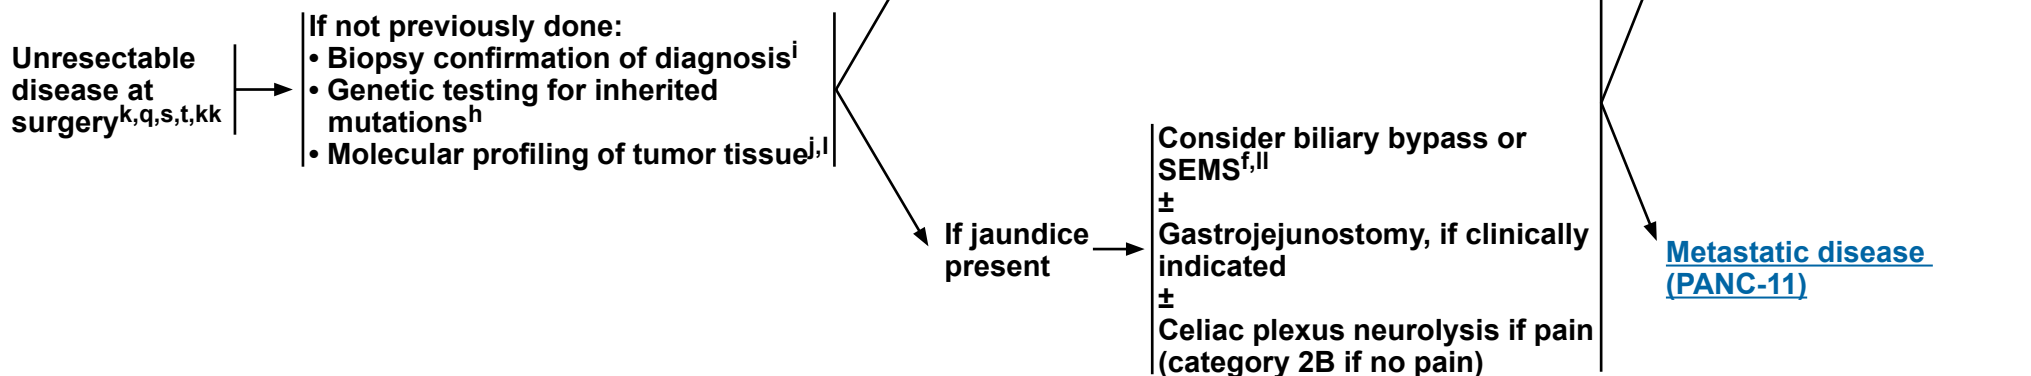 Unresectable
disease at
surgeryk,q,s,t,kk
If not previously done:
• Biopsy confirmation of diagnosisi
• Genetic testing for inherited
mutationsh
• Molecular profiling of tumor tissuej,l
If jaundice
present
Consider biliary bypass or
SEMSf,ll
±
Gastrojejunostomy, if clinically
indicated
±
Celiac plexus neurolysis if pain
(category 2B if no pain)
Metastatic disease
(PANC-11)